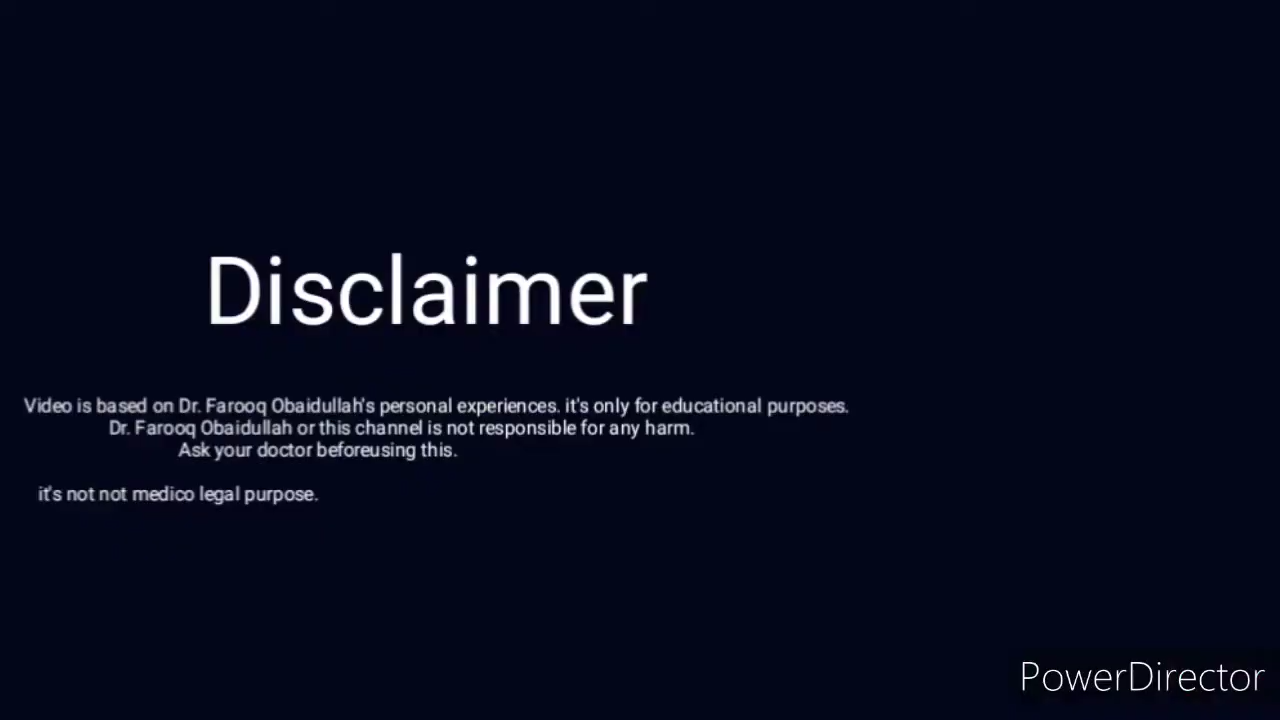 Disclaimer
Video is based on Dr. Farooq Obaidullah's personal experiences. it's only for educational purposes.
Dr. Farooq Obaidullah or this channel is not responsible for any harm.
Ask your doctor beforeusing this.
it's not not medico legal purpose.
PowerDirector